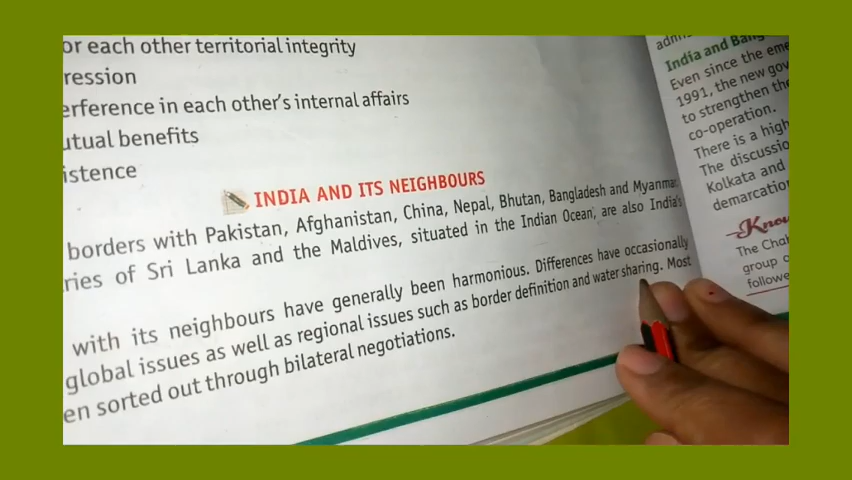 or each other territorial integrity
ression
erference in each other's internal affairs
utual benefits
istence
INDIA AND ITS NEIGHBOURS
borders with Pakistan, Afghanistan, China, Nepal, Bhutan, Bangladesh and Myanmar.
ries of Sri Lanka and the Maldives, situated in the Indian Ocean, are also India's
with its neighbours have generally been harmonious. Differences have occasionally
global issues as well as regional issues such as border definition and water sharing. Most
en sorted out through bilateral negotiations.
India and Bang
Even since the eme
1991, the new gov
to strengthen the
co-operation.
There is a high
The discussio
Kolkata and
demarcation
Know
The Chak
group o
followe